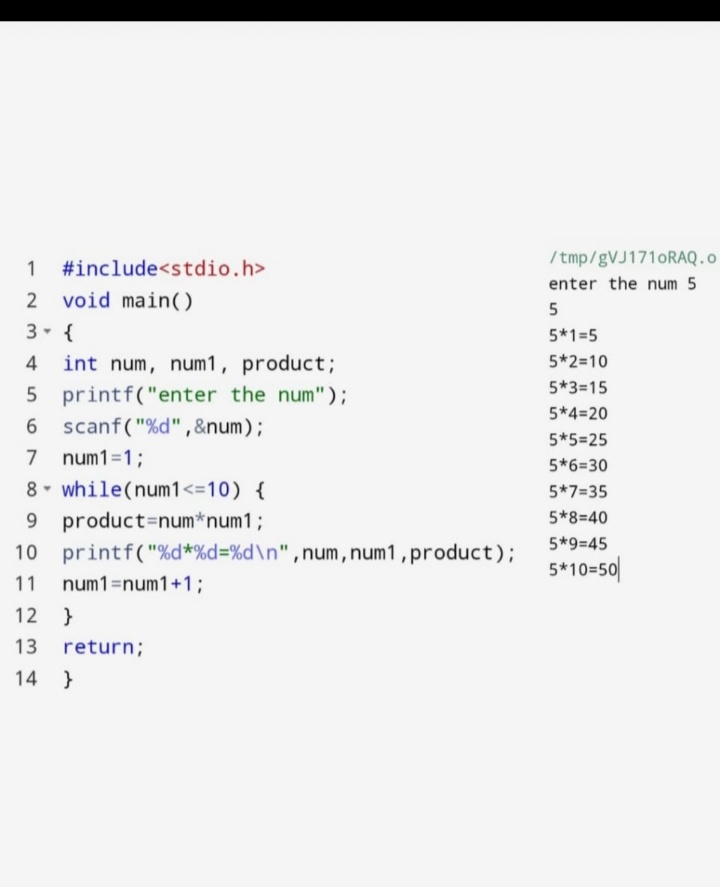 1 #include<stdio.h>
2 void main()
3 {
4 int num, num1, product;
5 printf("enter the num");
6 scanf("%d",&num);
7 num1=1;
8 while(num1<=10) {
9 product=num*num1;
10 printf("%d*%d=%d\n",num,num1,product);
11 num1=num1+1;
12 }
13 return;
14 }
/tmp/gVJ171oRAQ.o
enter the num 5
5
5*1=5
5*2=10
5*3=15
5*4=20
5*5=25
5*6=30
5*7=35
5*8=40
5*9=45
5*10=50